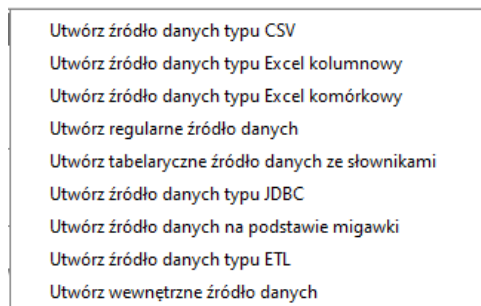 Utwórz źródło danych typu CSV
Utwórz źródło danych typu Excel kolumnowy
Utwórz źródło danych typu Excel komórkowy
Utwórz regularne źródło danych
Utwórz tabelaryczne źródło danych ze słownikami
Utwórz źródło danych typu JDBC
Utwórz źródło danych na podstawie migawki
Utwórz źródło danych typu ETL
Utwórz wewnętrzne źródło danych